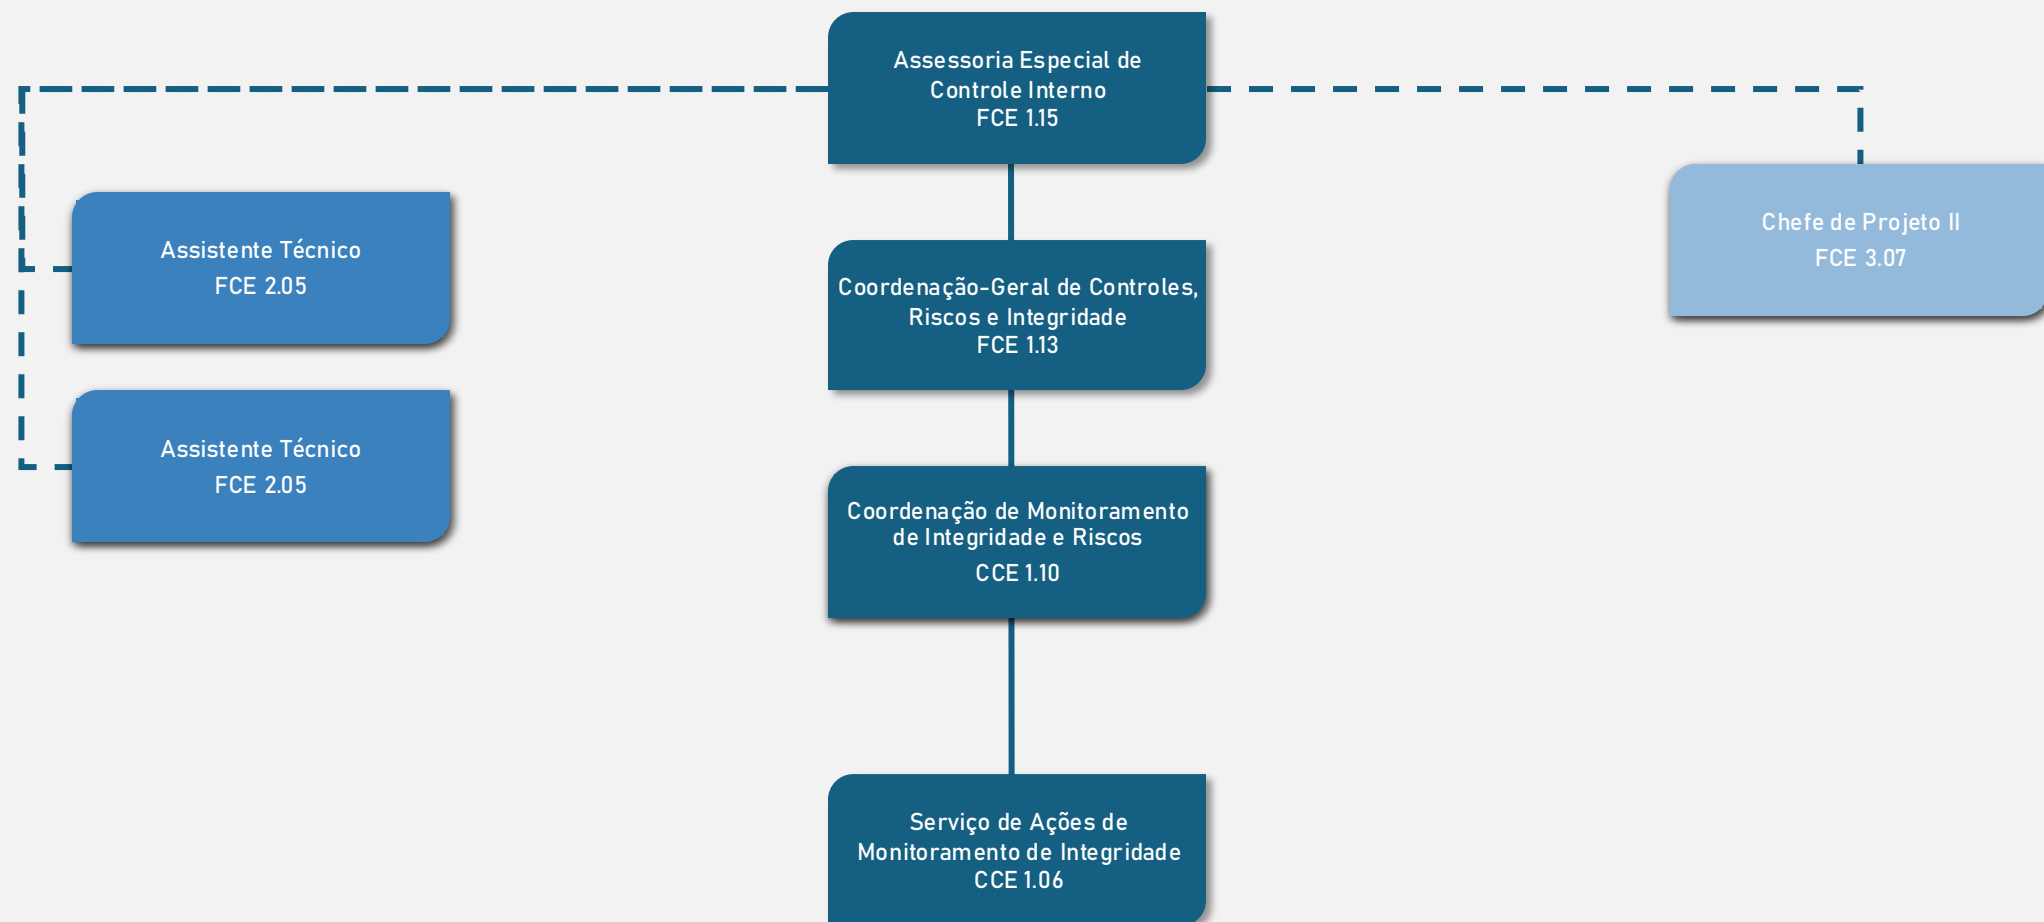 Assessoria Especial de
Controle Interno
FCE 1.15
Assistente Técnico
FCE 2.05
Chefe de Projeto II
FCE 3.07
Coordenação-Geral de Controles,
Riscos e Integridade
FCE 1.13
Assistente Técnico
FCE 2.05
Coordenação de Monitoramento
de Integridade e Riscos
CCE 1.10
Serviço de Ações de
Monitoramento de Integridade
CCE 1.06